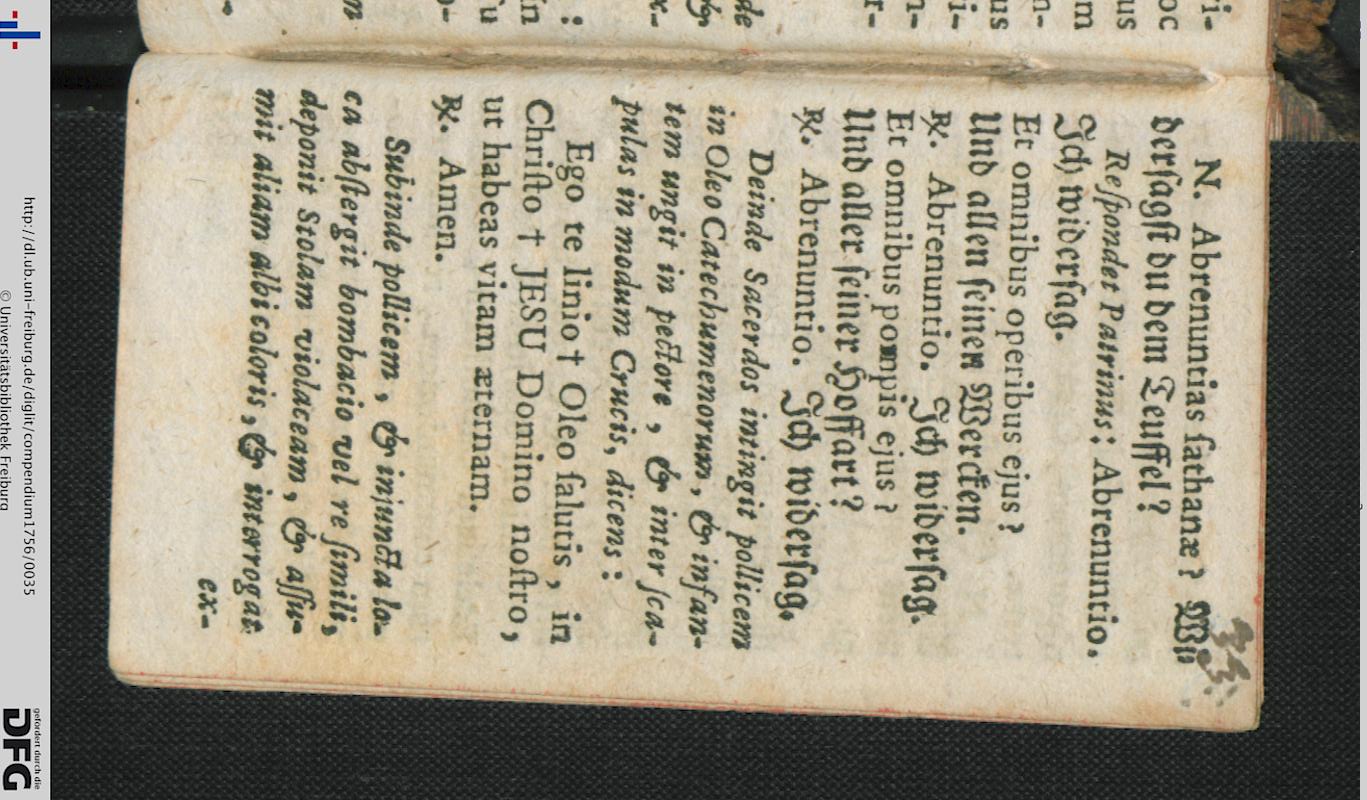 33.
N. Abrenuntias ſathanæ? Wi-
derſagſt du dem Teuffel?
Reſpondet Patrinus: Abrenuntio.
Ich widerſag.
Et omnibus operibus ejus?
Und allen ſeinen Wercken.
℞. Abrenuntio. Ich widerſag.
Et omnibus pompis ejus?
Und aller ſeiner Hoffart?
℞. Abrenuntio. Ich widerſag.
Deinde Sacerdos intingit pollicem
in Oleo Catechumenorum, & infan-
tem ungit in pectore, & inter ſca-
pulas in modum Crucis, dicens:
Ego te linio † Oleo ſalutis, in
Chriſto † JESU Domino noſtro,
ut habeas vitam æternam.
℞. Amen.
Subinde pollicem, & injuncta lo-
ca abſtergit bombacio vel re ſimili,
deponit Stolam violaceam, & aſſu-
mit aliam albi coloris, & interrogat
ex-
http://dl.ub.uni-freiburg.de/diglit/compendium1756/0035
© Universitätsbibliothek Freiburg
gefördert durch die
DFG